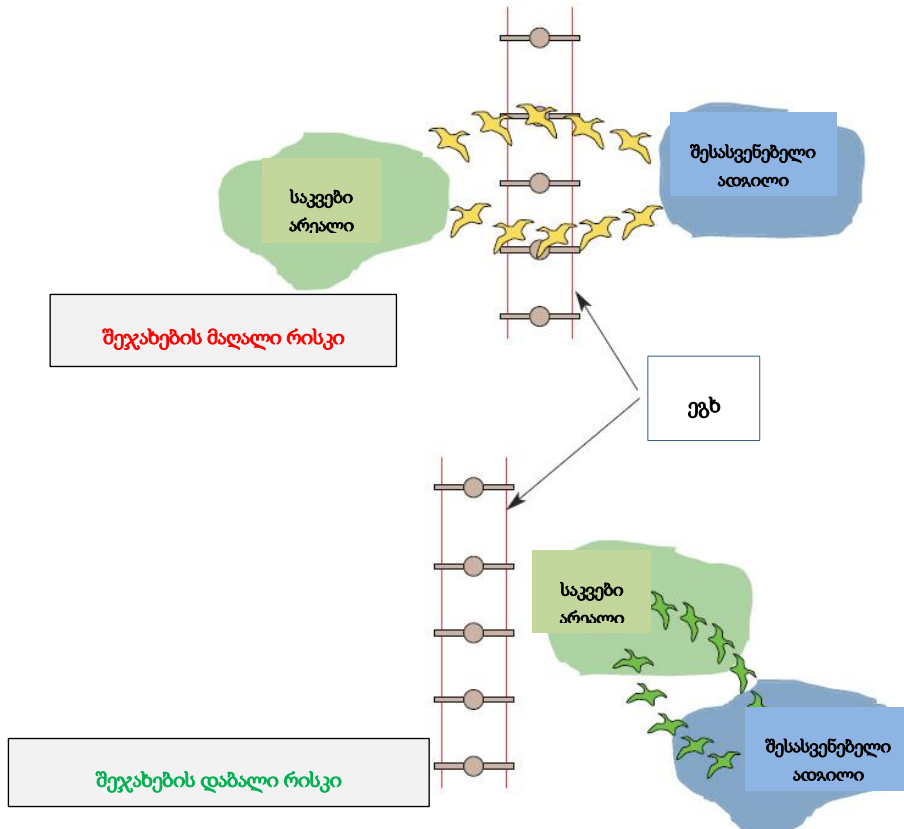 საკვები
არეალი
შესასვენებელი
ადგილი
შეჯახების მაღალი რისკი
ეგხ
საკვები
არეალი
შესასვენებელი
ადგილი
შეჯახების დაბალი რისკი